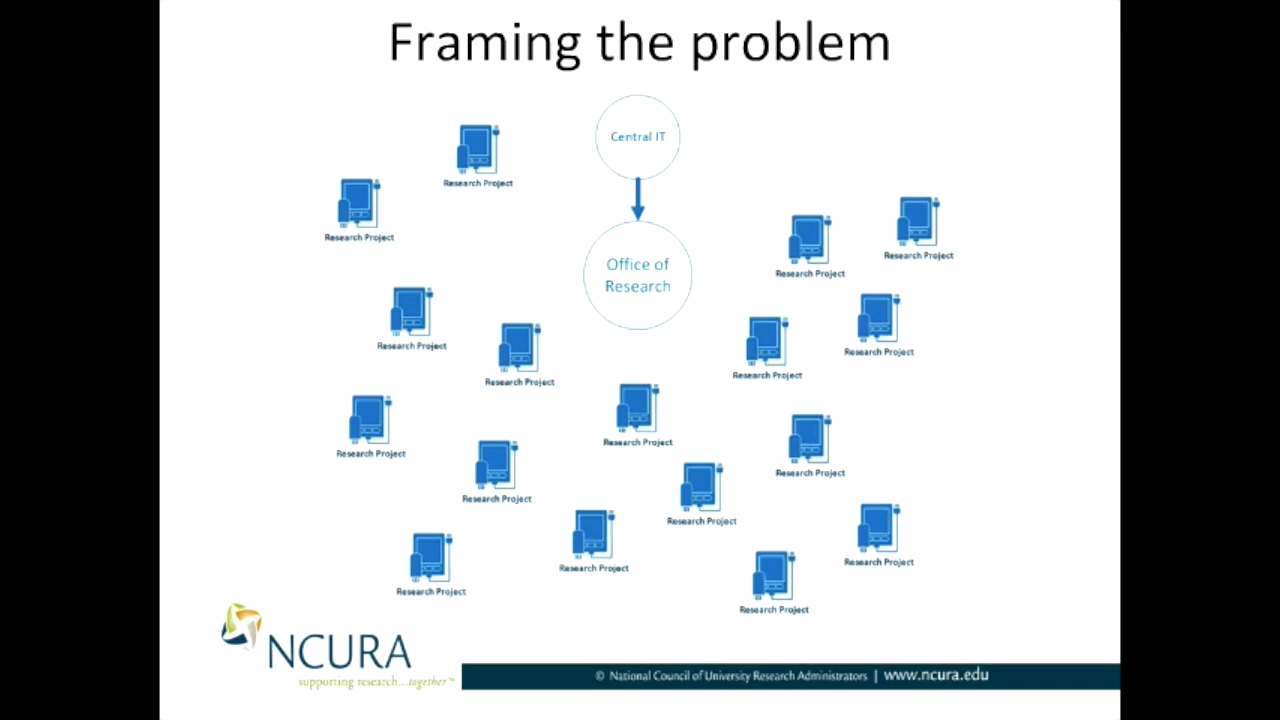 Framing the problem
Central IT
Research Project
Research Project
Research Project
Research Project
Office of
Research
Research Project
Research Project
Research Project
Research Project
Research Project
Research Project
Research Project
Research Project
Research Project
Research Project
Research Project
Research Project
Research Project
NCURA
supporting research...together™
© National Council of University Research Administrators | www.ncura.edu